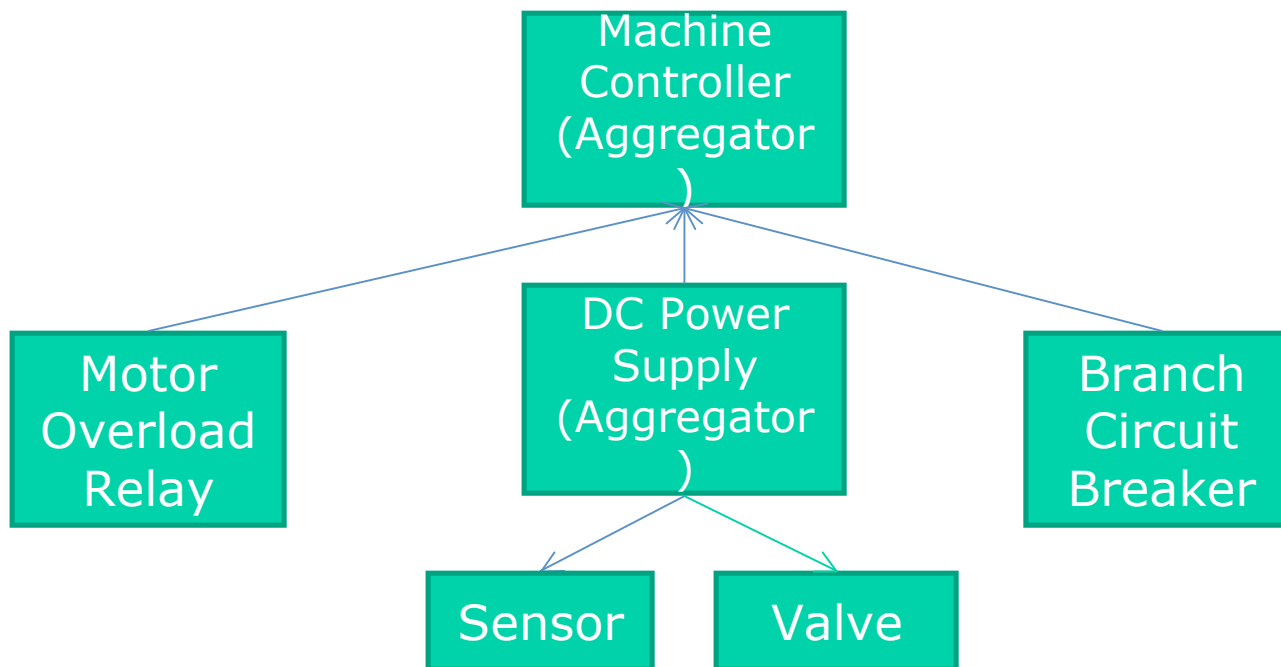 Machine
Controller
(Aggregator
)
Motor
Overload
Relay
DC Power
Supply
(Aggregator
)
Branch
Circuit
Breaker
Sensor
Valve